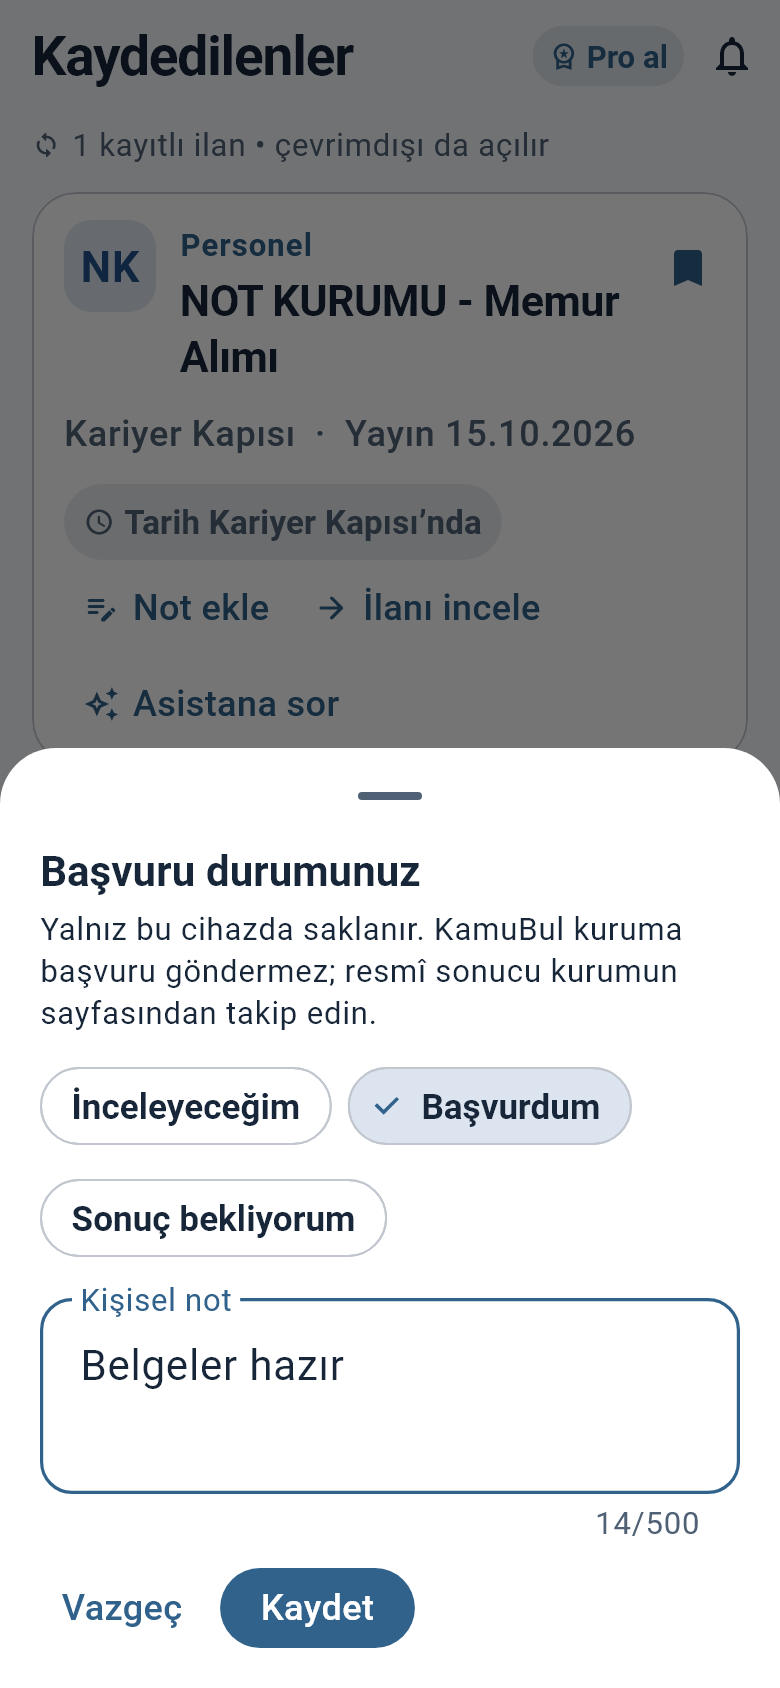 Kaydedilenler
Pro al
1 kayıtlı ilan • çevrimdışı da açılır
NK
Personel
NOT KURUMU - Memur
Alımı
Kariyer Kapısı · Yayın 15.10.2026
Tarih Kariyer Kapısı’nda
Not ekle
İlanı incele
Asistana sor
Başvuru durumunuz
Yalnız bu cihazda saklanır. KamuBul kuruma
başvuru göndermez; resmî sonucu kurumun
sayfasından takip edin.
İnceleyeceğim
Başvurdum
Sonuç bekliyorum
Kişisel not
Belgeler hazır
14/500
Vazgeç
Kaydet